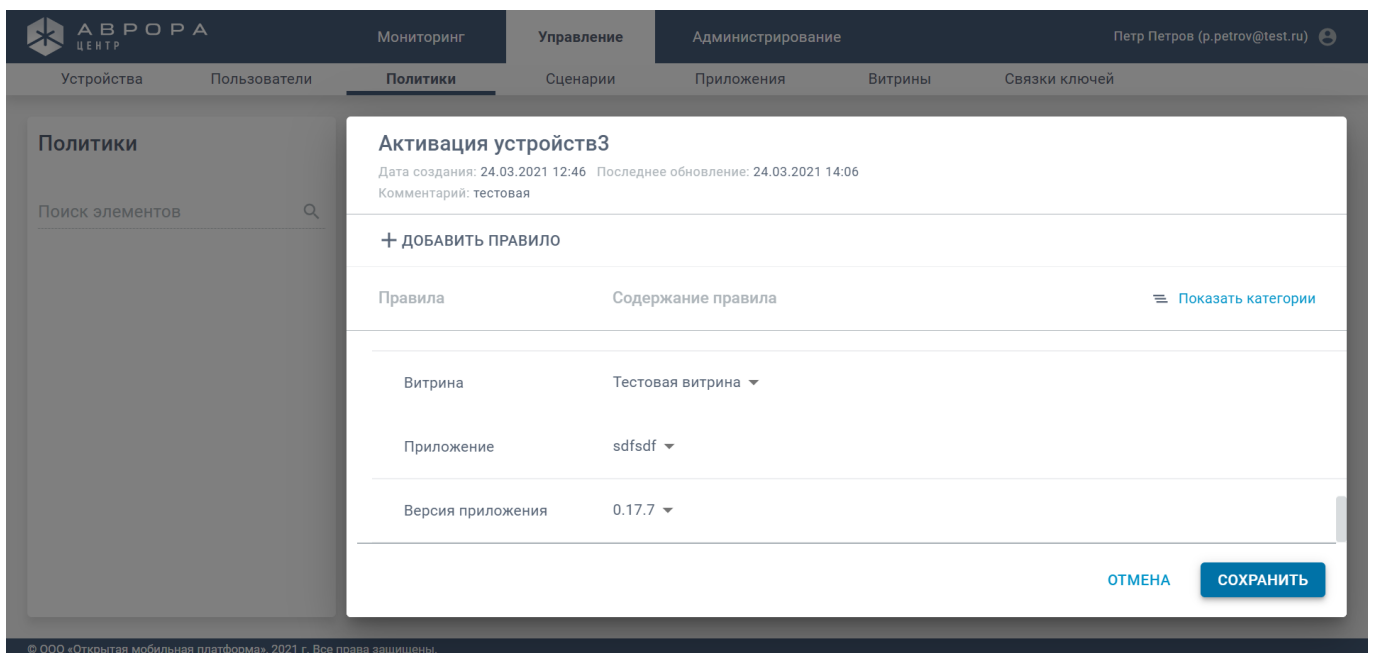 АВРОРА
ЦЕНТР
Мониторинг Управление Администрирование Петр Петров (p.petrov@test.ru)
Устройства Пользователи Политики Сценарии Приложения Витрины Связки ключей
Политики
Поиск элементов
Активация устройств3
Дата создания: 24.03.2021 12:46 Последнее обновление: 24.03.2021 14:06
Комментарий: тестовая
+ ДОБАВИТЬ ПРАВИЛО
Правила Содержание правила Показать категории
Витрина Тестовая витрина
Приложение sdfsdf
Версия приложения 0.17.7
ОТМЕНА СОХРАНИТЬ
© ООО «Открытая мобильная платформа», 2021 г. Все права защищены.